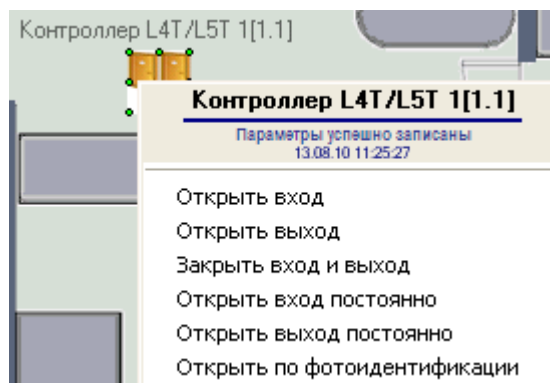 Контроллер L4T/L5T 1[1.1]
Контроллер L4T/L5T 1[1.1]
Параметры успешно записаны
13.08.10 11:25:27
Открыть вход
Открыть выход
Закрыть вход и выход
Открыть вход постоянно
Открыть выход постоянно
Открыть по фотоидентификации